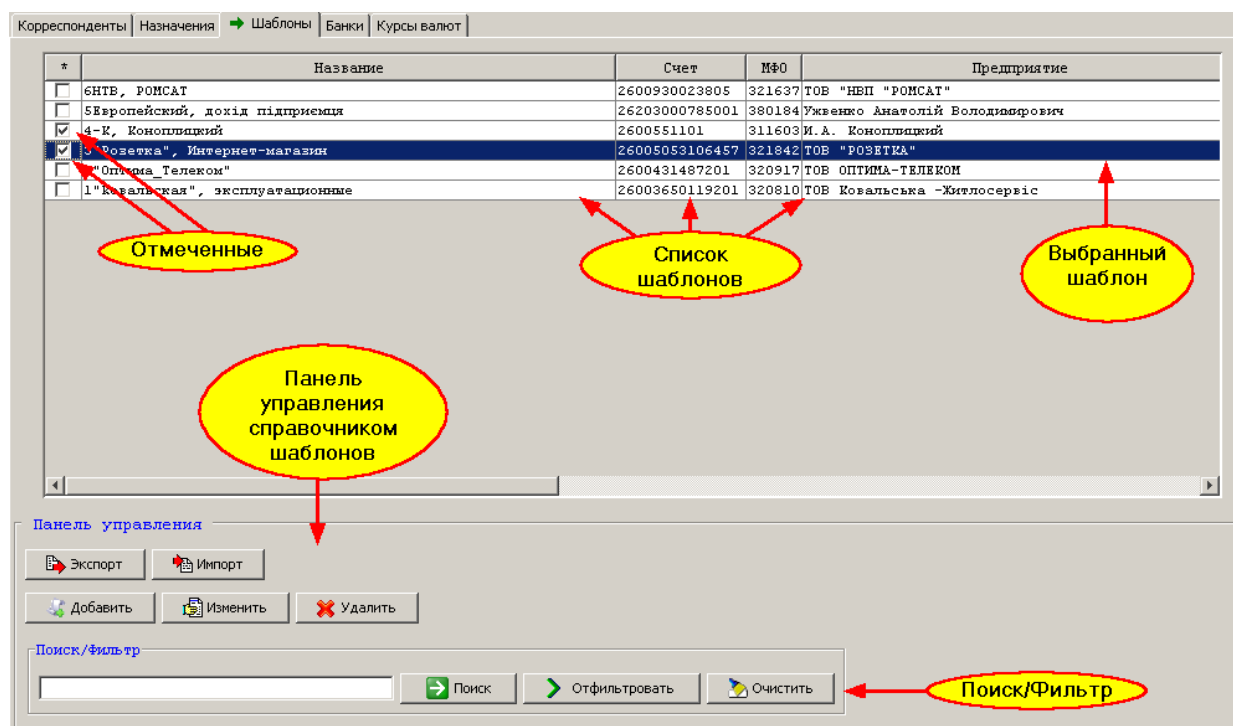 Корреспонденты Назначения Шаблоны Банки Курсы валют
* Название Счет МФО Предприятие
6НТВ, РОМСАТ 2600930023805 321637 ТОВ "НВП "РОМСАТ"
5Европейский, дохід підприємця 26203000785001 380184 Ужвенко Анатолій Володимирович
4-К, Коноплицкий 2600551101 311603 И.А. Коноплицкий
3"Розетка", Интернет-магазин 26005053106457 321842 ТОВ "РОЗЕТКА"
"Оптима_Телеком" 2600431487201 320917 ТОВ ОПТИМА-ТЕЛЕКОМ
1"Ковальская", эксплуатационные 26003650119201 320810 ТОВ Ковальська -Житлосервіс
Отмеченные
Список
шаблонов
Выбранный
шаблон
Панель
управления
справочником
шаблонов
Панель управления
Экспорт Импорт
Добавить Изменить Удалить
Поиск/Фильтр
Поиск Отфильтровать Очистить
Поиск/Фильтр